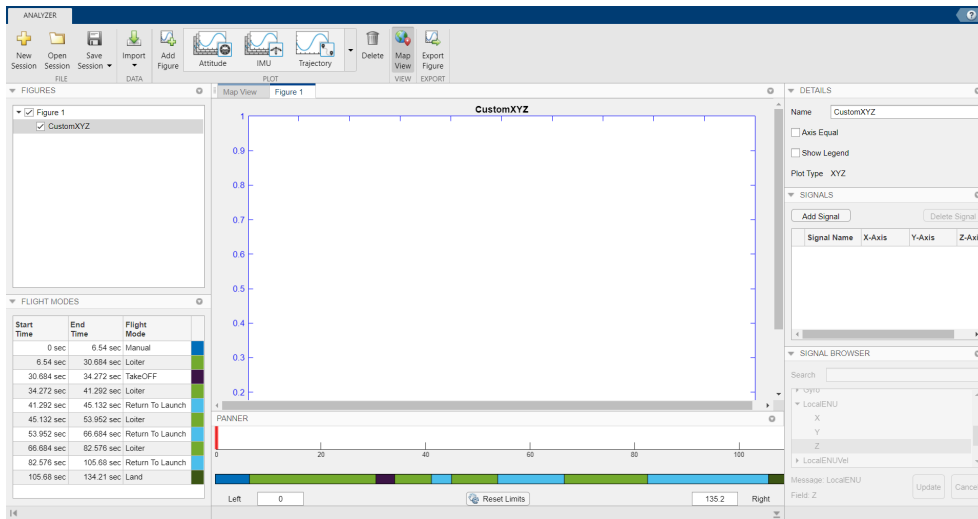 ANALYZER
?
New Session
Open Session
Save Session
Import
Add Figure
Attitude
IMU
Trajectory
Delete
Map View
Export Figure
FILE
DATA
PLOT
VIEW
EXPORT
FIGURES
Figure 1
CustomXYZ
FLIGHT MODES
Start Time End Time Flight Mode
0 sec 6.54 sec Manual
6.54 sec 30.684 sec Loiter
30.684 sec 34.272 sec TakeOFF
34.272 sec 41.292 sec Loiter
41.292 sec 45.132 sec Return To Launch
45.132 sec 53.952 sec Loiter
53.952 sec 66.684 sec Return To Launch
66.684 sec 82.576 sec Loiter
82.576 sec 105.68 sec Return To Launch
105.68 sec 134.21 sec Land
Map View Figure 1
CustomXYZ
1
0.9
0.8
0.7
0.6
0.5
0.4
0.3
0.2
PANNER
0 20 40 60 80 100
Left 0 Reset Limits 135.2 Right
DETAILS
Name CustomXYZ
Axis Equal
Show Legend
Plot Type XYZ
SIGNALS
Add Signal Delete Signal
Signal Name X-Axis Y-Axis Z-Axi
SIGNAL BROWSER
Search
Gyro
LocalENU
X
Y
Z
LocalENUVel
Message: LocalENU
Field: Z
Update Cance